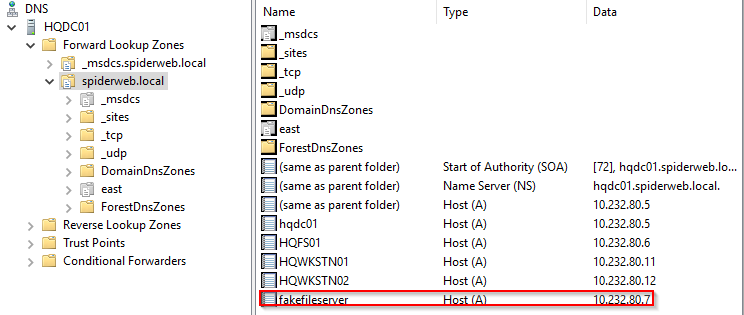 DNS
HQDC01
Forward Lookup Zones
_msdcs.spiderweb.local
spiderweb.local
_msdcs
_sites
_tcp
_udp
DomainDnsZones
east
ForestDnsZones
Reverse Lookup Zones
Trust Points
Conditional Forwarders
Name Type Data
_msdcs
_sites
_tcp
_udp
DomainDnsZones
east
ForestDnsZones
(same as parent folder) Start of Authority (SOA) [72], hqdc01.spiderweb.lo...
(same as parent folder) Name Server (NS) hqdc01.spiderweb.local.
(same as parent folder) Host (A) 10.232.80.5
hqdc01 Host (A) 10.232.80.5
HQFS01 Host (A) 10.232.80.6
HQWKSTN01 Host (A) 10.232.80.11
HQWKSTN02 Host (A) 10.232.80.12
fakefileserver Host (A) 10.232.80.7